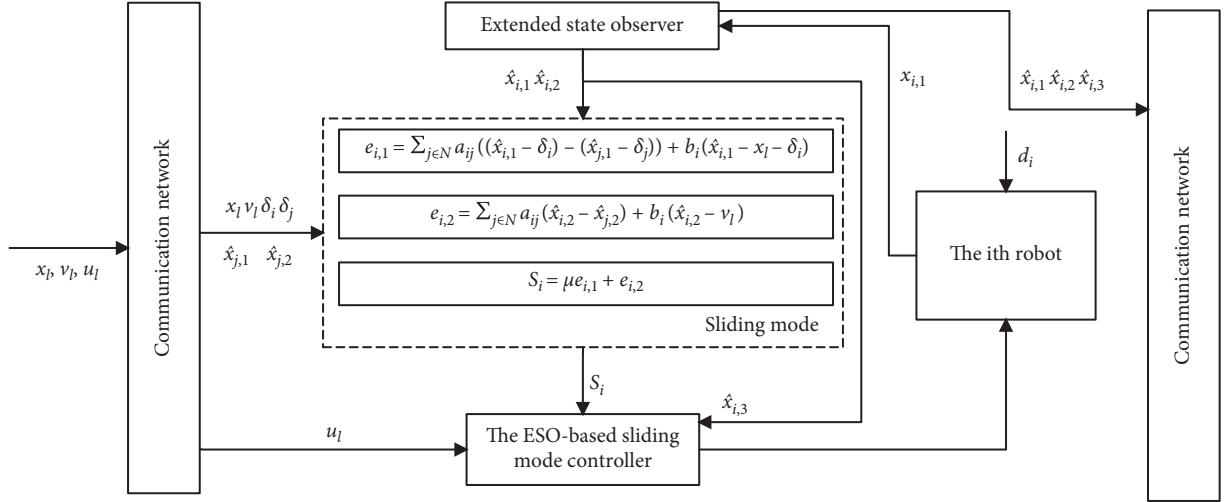 Extended state observer
x̂i,1 x̂i,2
xi,1
x̂i,1 x̂i,2 x̂i,3
ei,1 = ∑j∈N aij((x̂i,1 – δi) – (x̂j,1 – δj)) + bi(x̂i,1 – xl – δi)
di
Communication network
xl vl δi δj
ei,2 = ∑j∈N aij(x̂i,2 – x̂j,2) + bi(x̂i,2 – vl)
x̂j,1 x̂j,2
xl, vl, ul
The ith robot
Communication network
Si = μei,1 + ei,2
Sliding mode
Si
x̂i,3
ul
The ESO-based sliding
mode controller